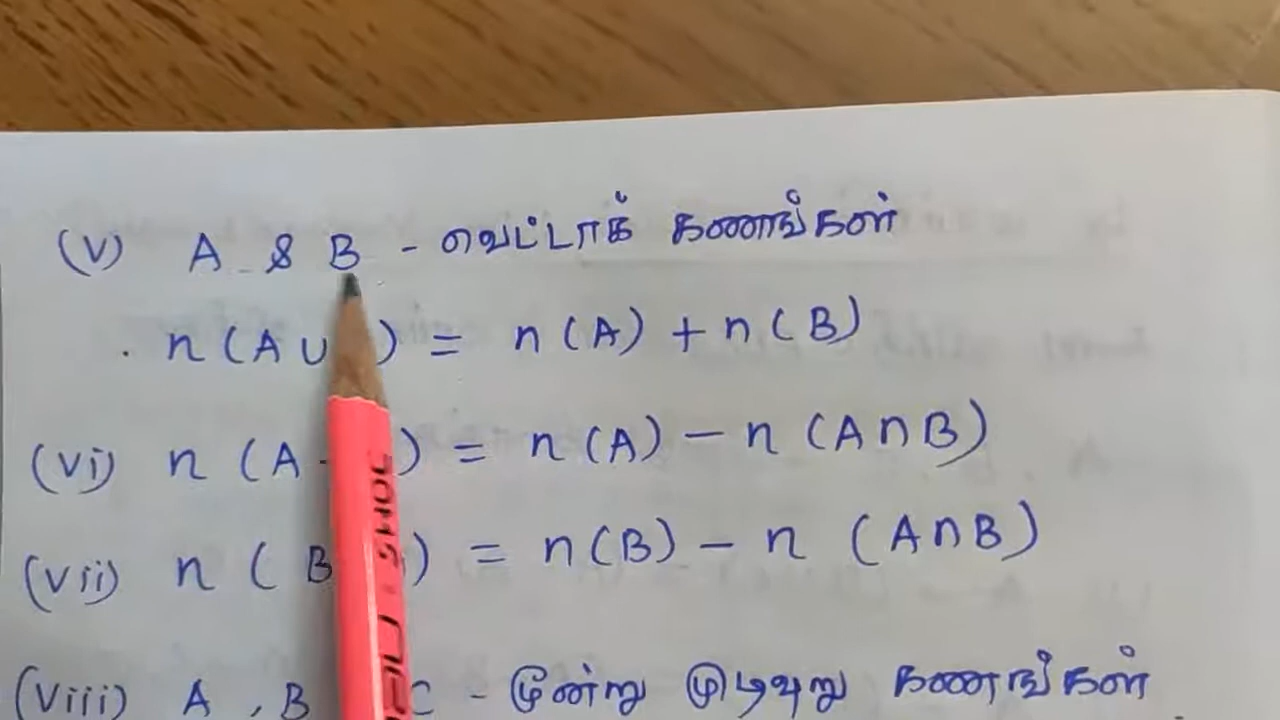 (v) A & B - வெட்டாக் கணங்கள்
n (A ∪ ) = n (A) + n (B)
(vi) n (A - ) = n (A) - n (A ∩ B)
(vii) n ( B ) = n (B) - n (A ∩ B)
(viii) A , B C - மூன்று முடிவுறு கணங்கள்